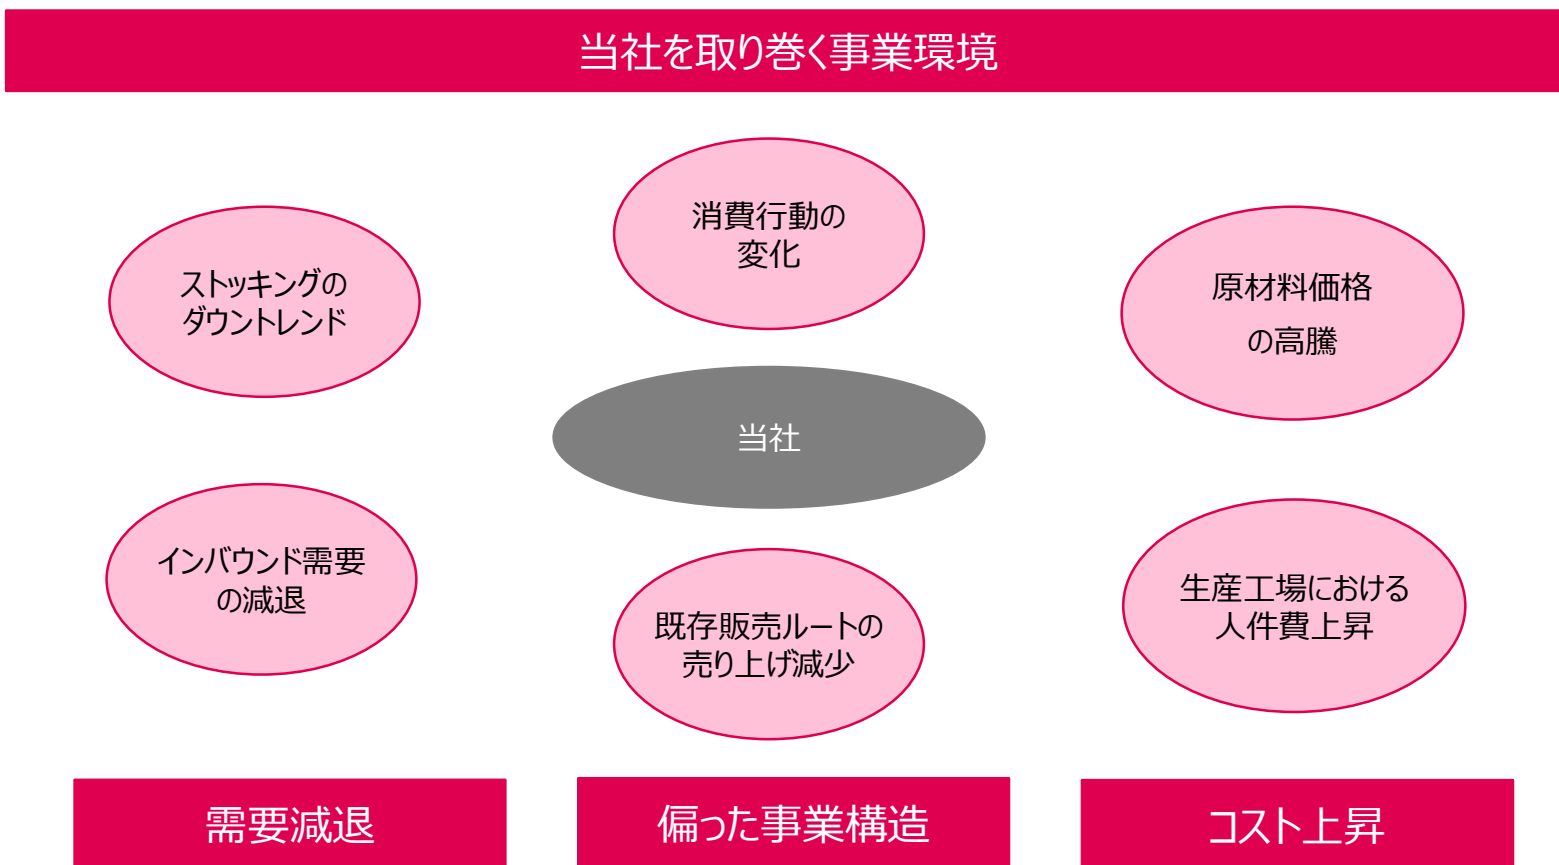 当社を取り巻く事業環境
消費行動の
変化
ストッキングの
ダウントレンド
原材料価格
の高騰
当社
インバウンド需要
の減退
既存販売ルートの
売り上げ減少
生産工場における
人件費上昇
需要減退
偏った事業構造
コスト上昇